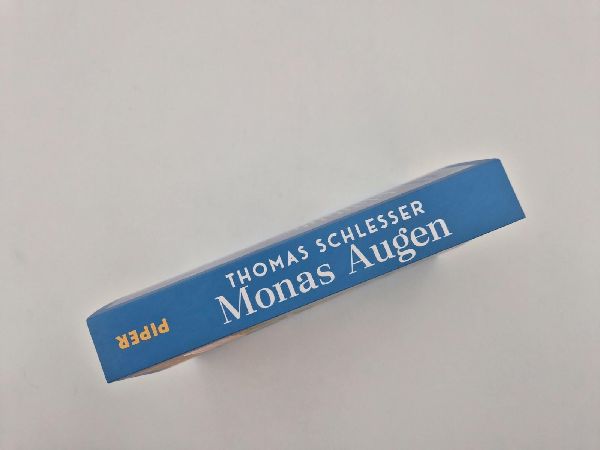 THOMAS SCHLESSER
Monas Augen
PIPER